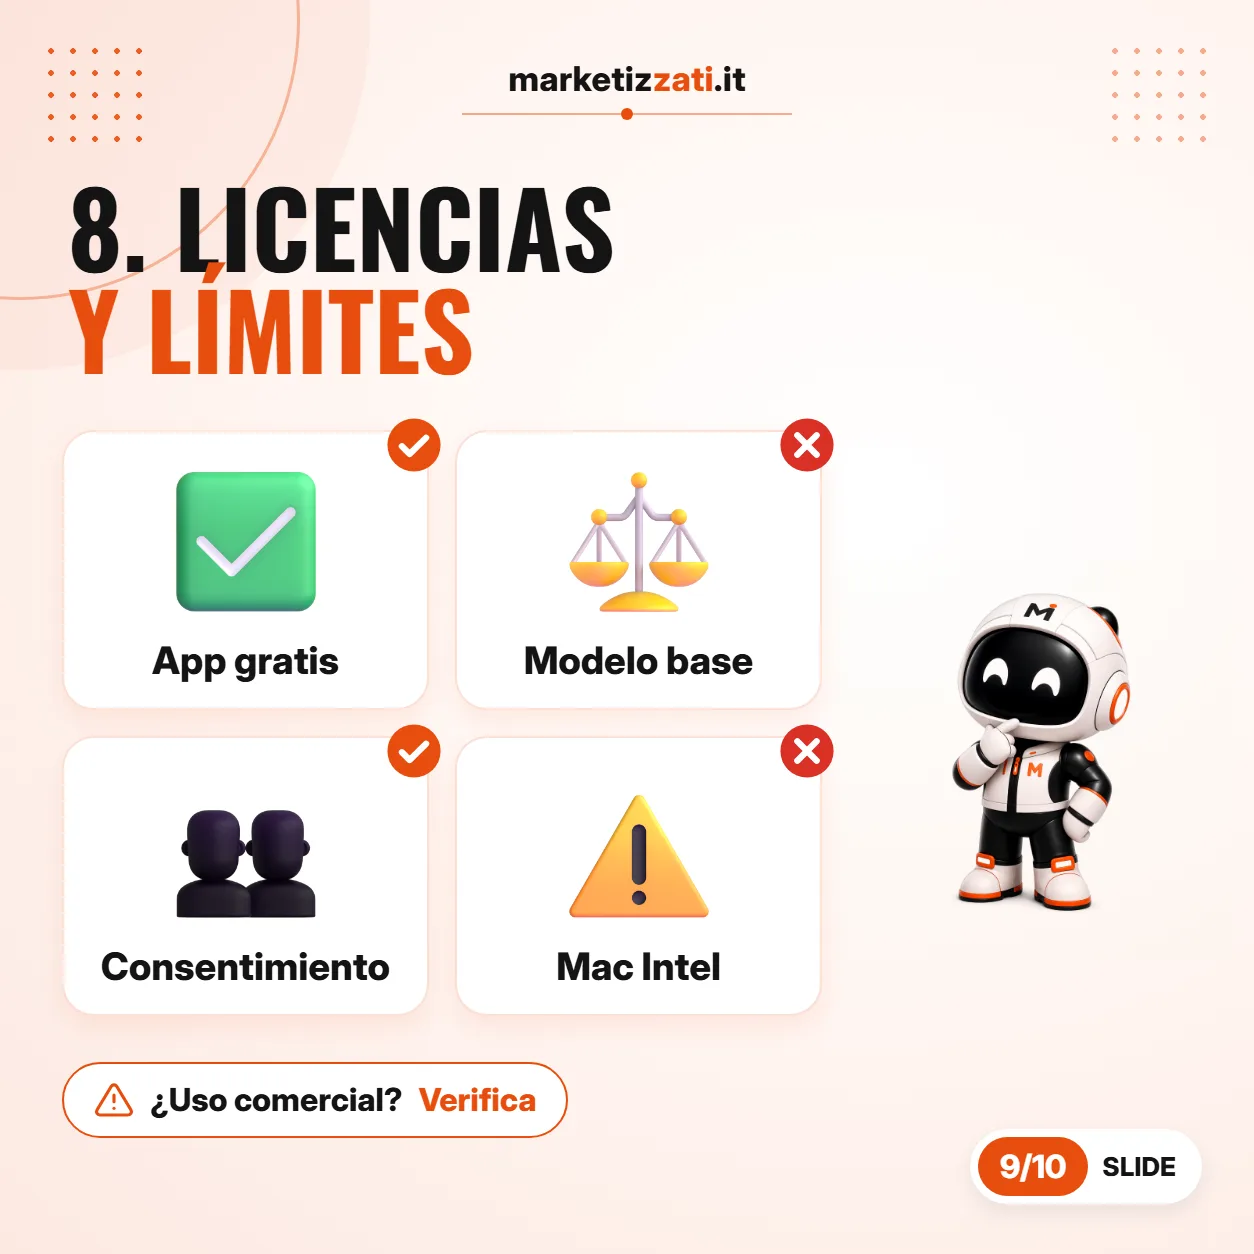 marketizzati.it
8. LICENCIAS
Y LÍMITES
App gratis
Modelo base
Consentimiento
Mac Intel
¿Uso comercial? Verifica
M
M
9/10 SLIDE